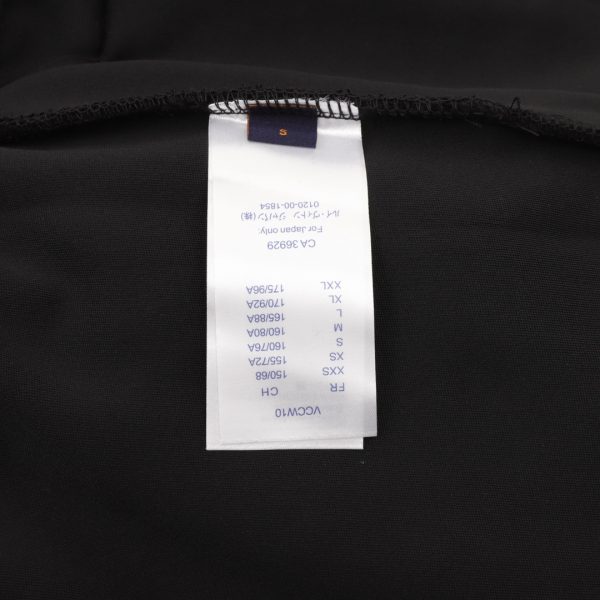 VCCW10
FR CH
XXS 150/68
XS 155/72A
S 160/76A
M 160/80A
L 165/88A
XL 170/92A
XXL 175/96A
CA 36929
For Japan only:
ルイ・ヴィトン ジャパン(株)
0120-00-1854
S